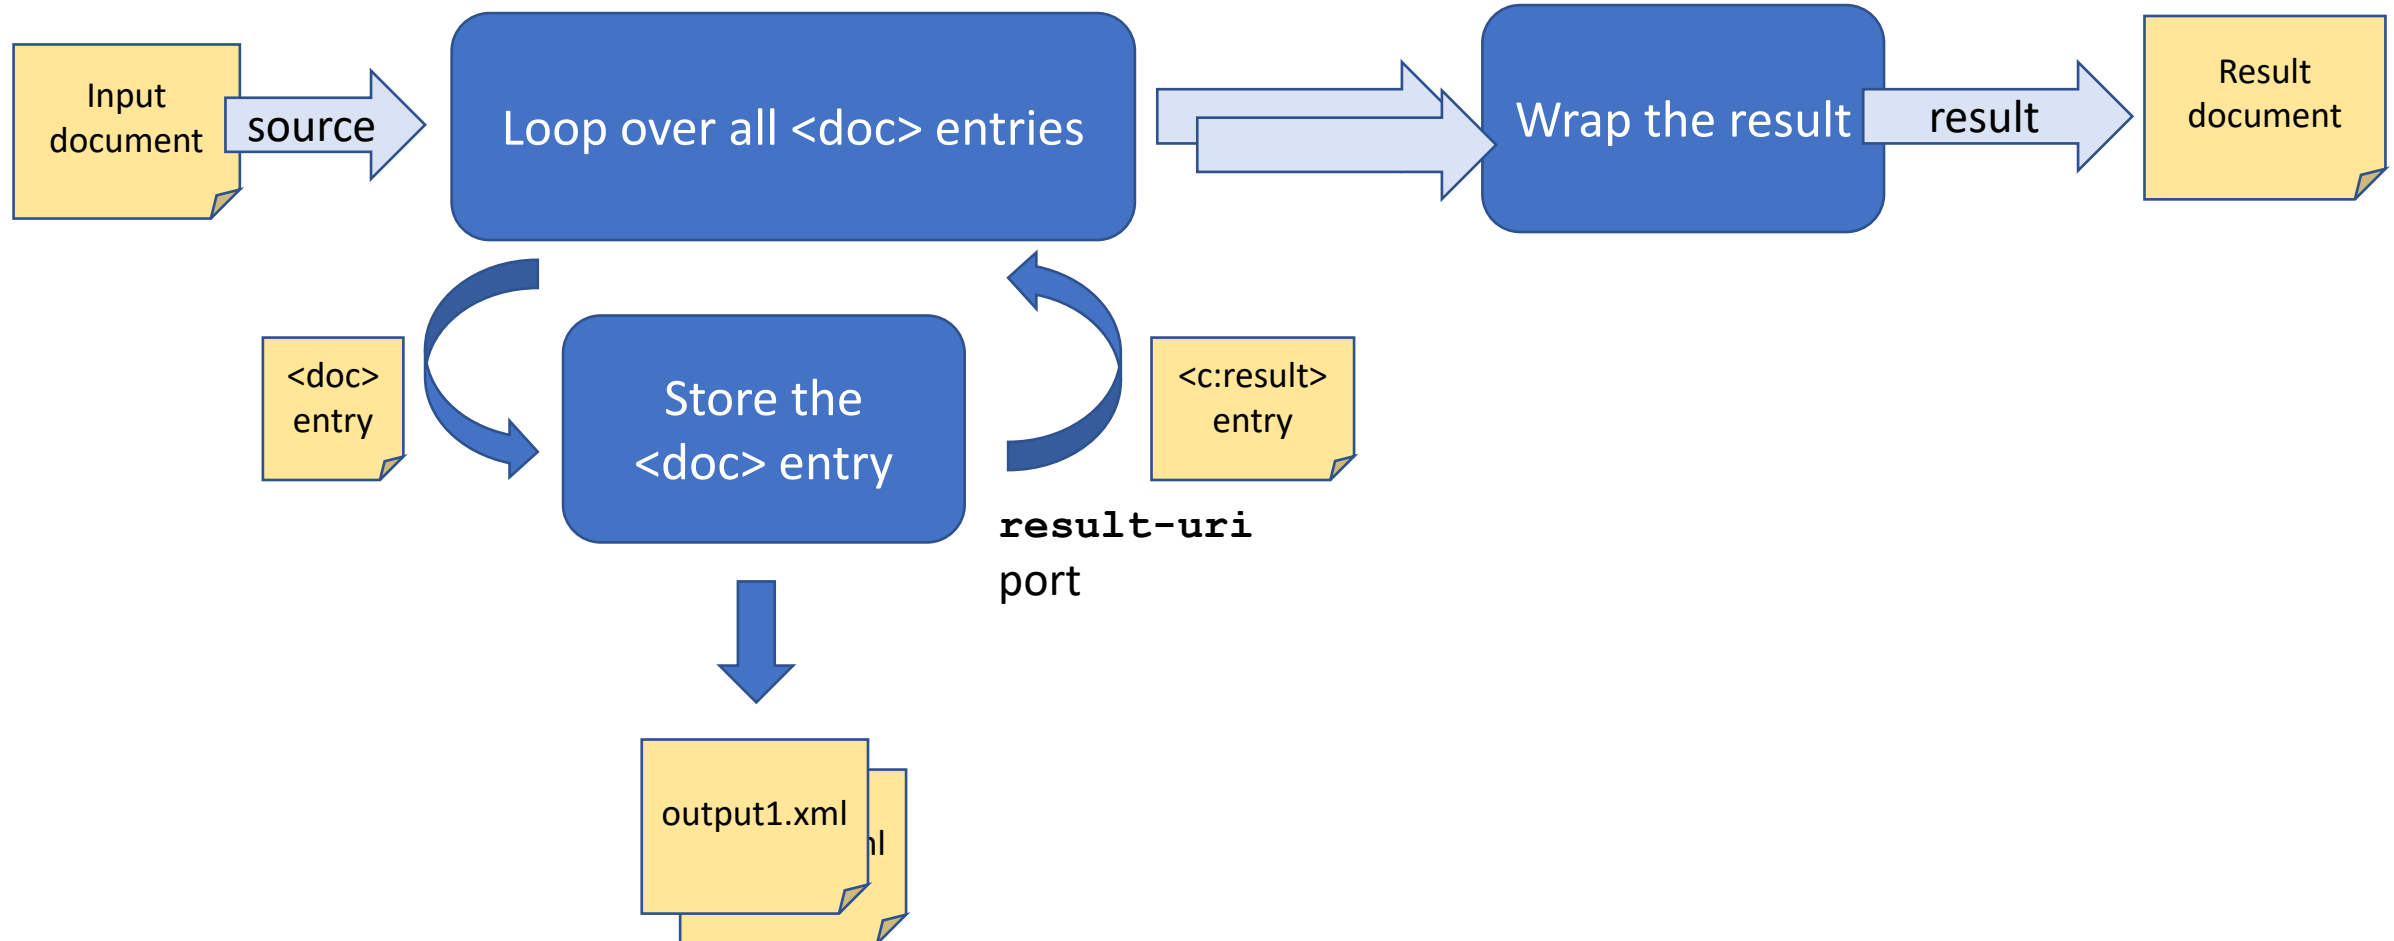 Input
document
source
Loop over all <doc> entries
Wrap the result
result
Result
document
<doc>
entry
Store the
<doc> entry
<c:result>
entry
result-uri
port
output1.xml